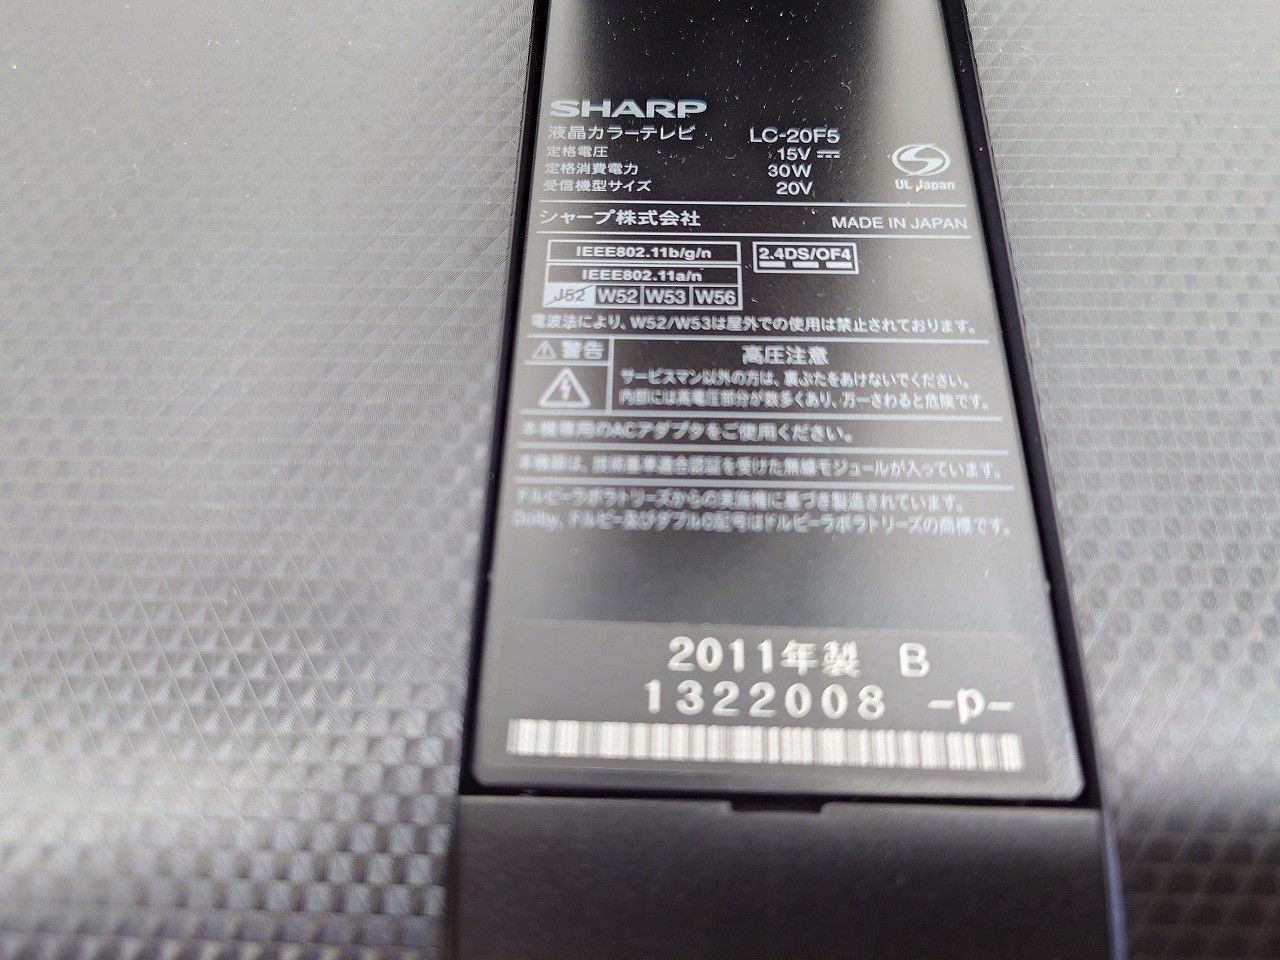 SHARP
液晶カラーテレビ LC-20F5
定格電圧 15V
定格消費電力 30W
受信機型サイズ 20V
UL Japan
シャープ株式会社 MADE IN JAPAN
IEEE802.11b/g/n 2.4DS/OF4
IEEE802.11a/n
J52 W52 W53 W56
電波法により、W52/W53は屋外での使用は禁止されております。
警告 高圧注意
サービスマン以外の方は、裏ぶたをあけないでください。
内部には高電圧部分が数多くあり、万一さわると危険です。
本機専用のACアダプタをご使用ください。
本機器は、技術基準適合認証を受けた無線モジュールが入っています。
ドルビーラボラトリーズからの実施権に基づき製造されています。
Dolby、ドルビー及びダブルD記号はドルビーラボラトリーズの商標です。
2011年製 B
1322008 -p-